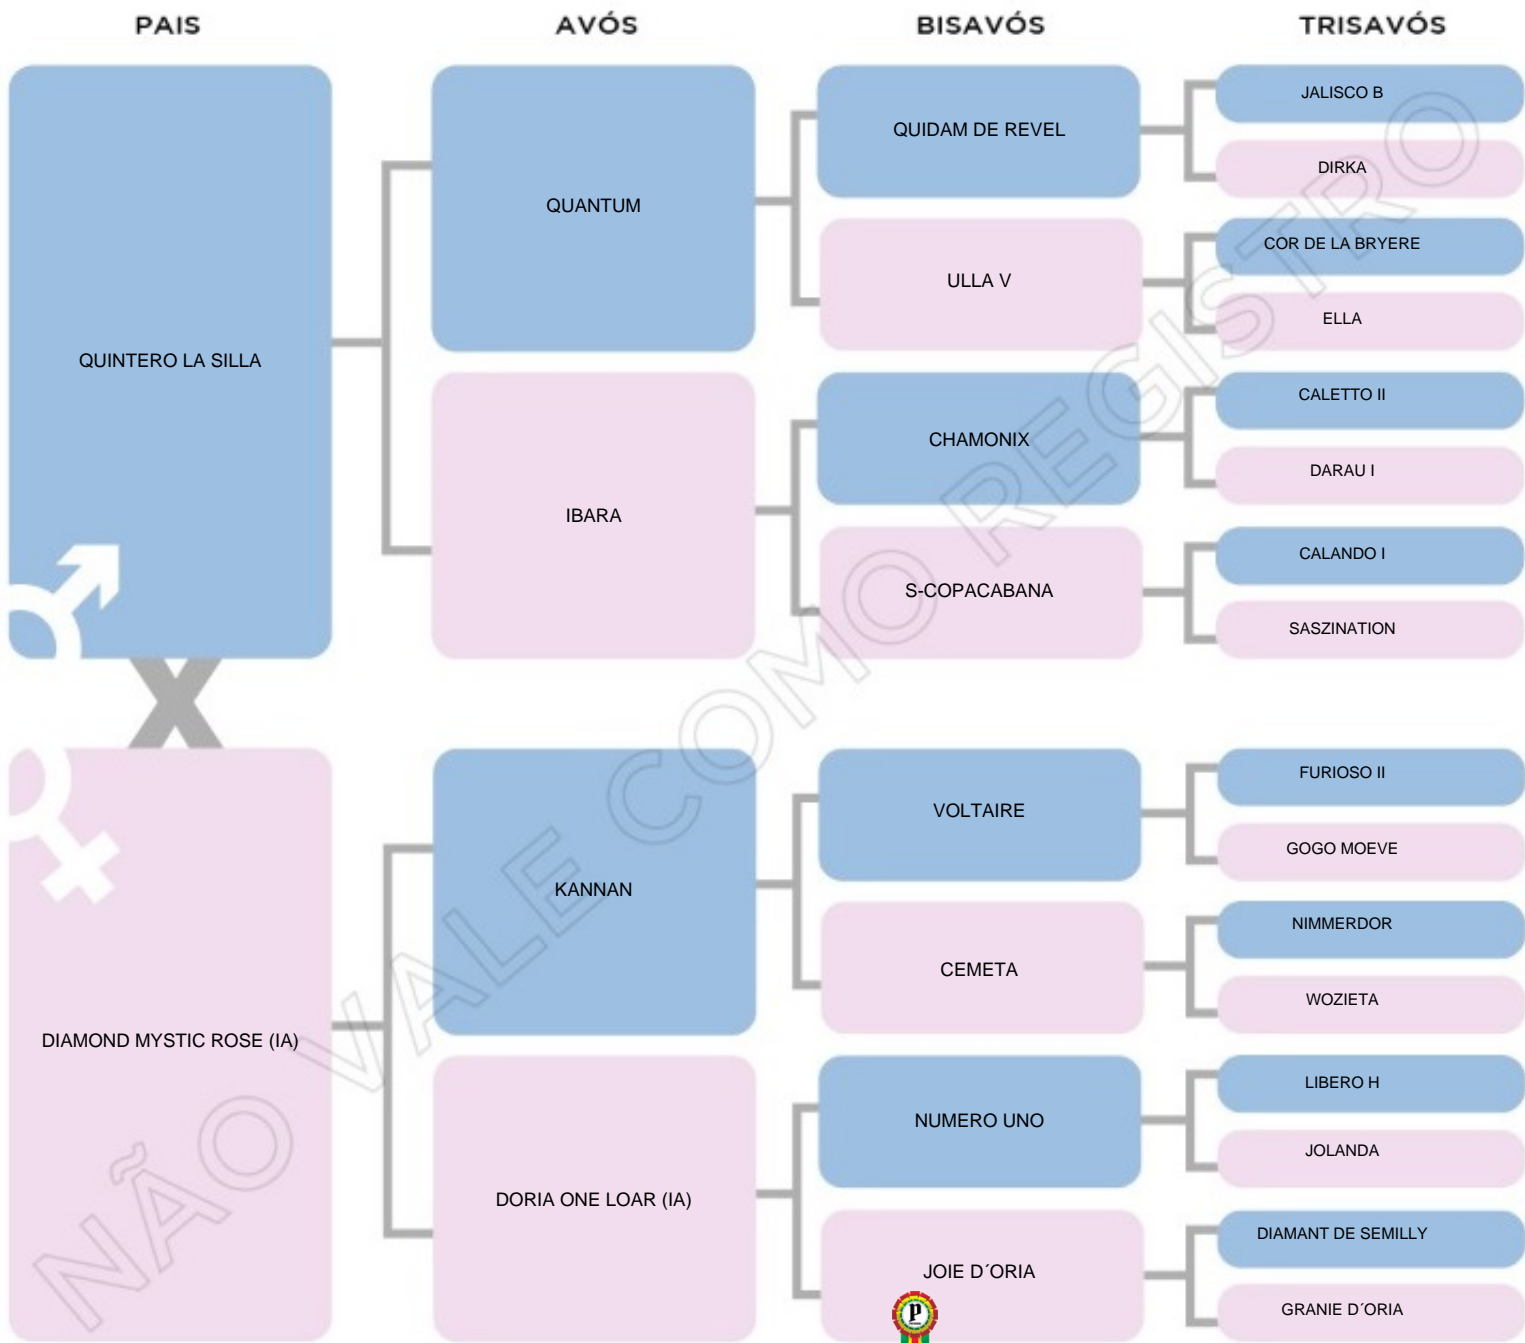 PAIS
AVÓS
BISAVÓS
TRISAVÓS
QUINTERO LA SILLA
QUANTUM
QUIDAM DE REVEL
JALISCO B
DIRKA
ULLA V
COR DE LA BRYERE
ELLA
IBARA
CHAMONIX
CALETTO II
DARAU I
S-COPACABANA
CALANDO I
SASZINATION
X
DIAMOND MYSTIC ROSE (IA)
KANNAN
VOLTAIRE
FURIOSO II
GOGO MOEVE
CEMETA
NIMMERDOR
WOZIETA
DORIA ONE LOAR (IA)
NUMERO UNO
LIBERO H
JOLANDA
JOIE D´ORIA
DIAMANT DE SEMILLY
GRANIE D´ORIA
NÃO VALE COMO REGISTRO
p